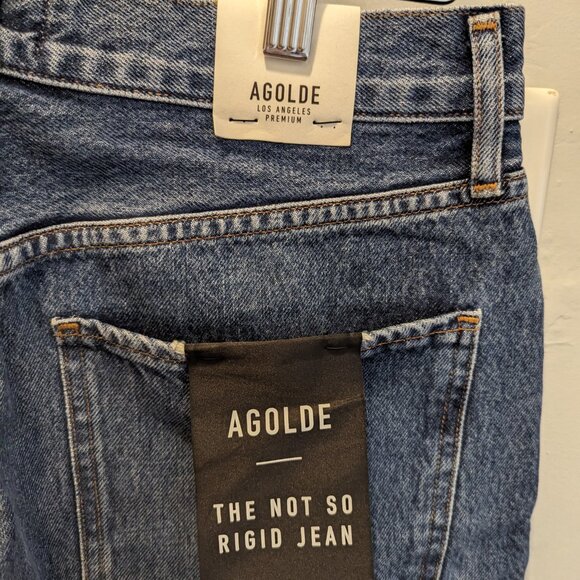 AGOLDE
LOS ANGELES
PREMIUM
AGOLDE
THE NOT SO
RIGID JEAN